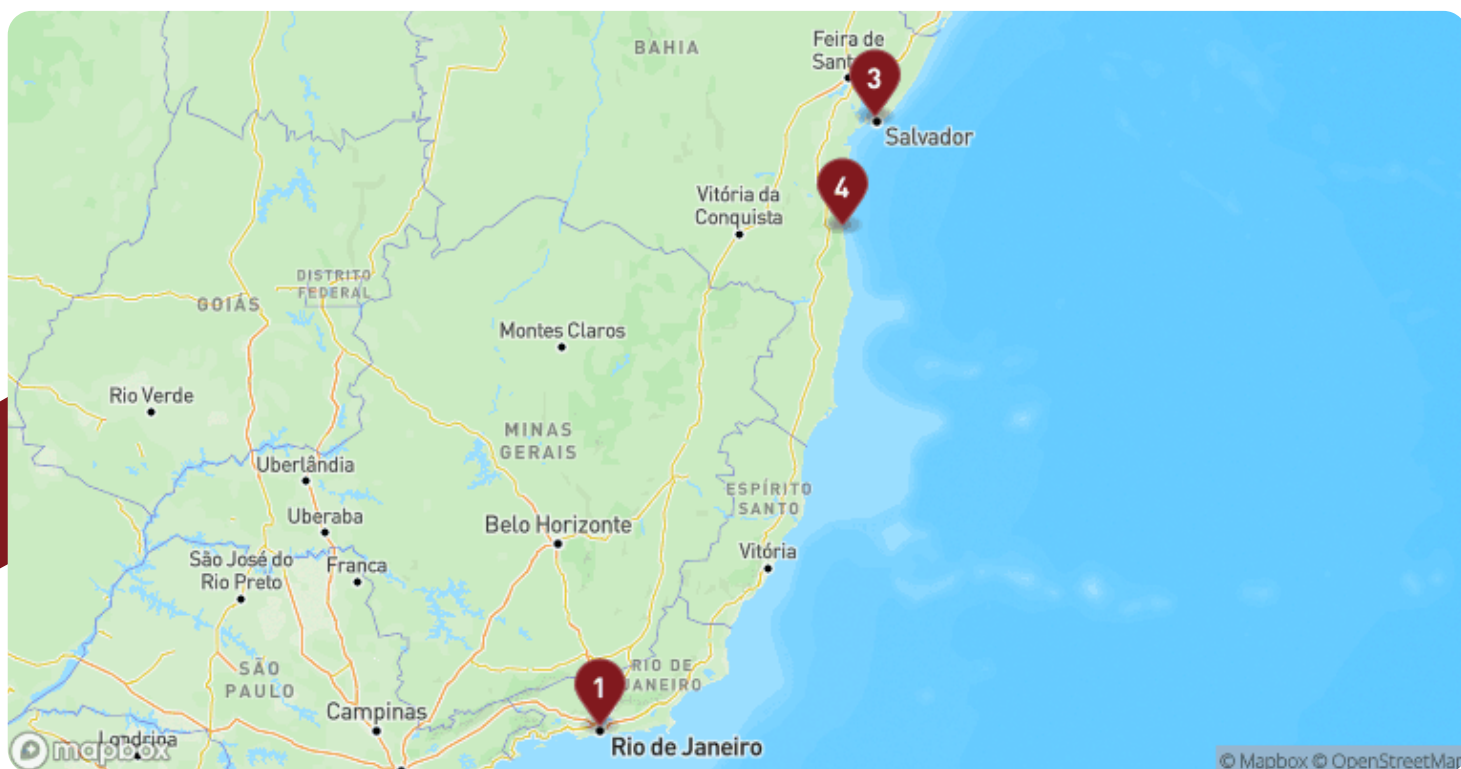 BAHIA
Feira de
Sant
3
Salvador
4
Vitória da
Conquista
DISTRITO
FEDERAL
GOIÁS
Montes Claros
Rio Verde
MINAS
GERAIS
Uberlândia
ESPÍRITO
SANTO
Uberaba
Belo Horizonte
Vitória
São José do
Rio Preto
Franca
SÃO
PAULO
RIO DE
JANEIRO
1
Campinas
Londrina
Rio de Janeiro
mapbox
© Mapbox © OpenStreetMap